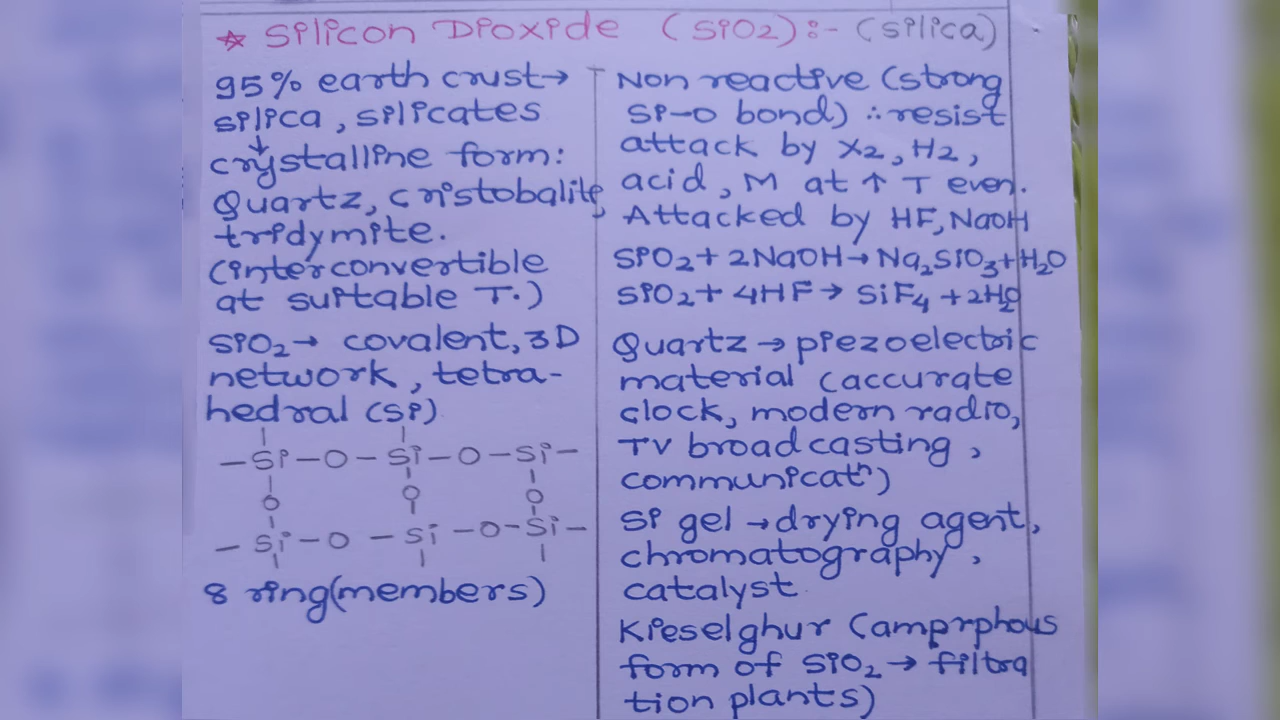 ☆ Silicon Dioxide (SiO2):- (silica)
95% earth crust→
silica, silicates
↓
crystalline form:
Quartz, cristobalite,
tridymite.
(interconvertible
at suitable T.)
SiO₂→ covalent, 3D
network, tetra-
hedral (Si)
–Si–O–Si–O–Si–
O O O
–Si–O–Si–O–Si–
8 ring(members)
Non reactive (strong
Si–O bond) ∴ resist
attack by X2, H2,
acid, M at ↑ T even.
Attacked by HF, NaOH
SiO₂+ 2NaOH→Na₂SiO₃+H₂O
SiO₂+ 4HF→ SiF₄ +2H₂O
Quartz → piezoelectric
material (accurate
clock, modern radio,
TV broadcasting,
communicatⁿ)
Si gel →drying agent,
chromatography,
catalyst
Kieselghur (amprphous
form of SiO₂ → filtra
tion plants)